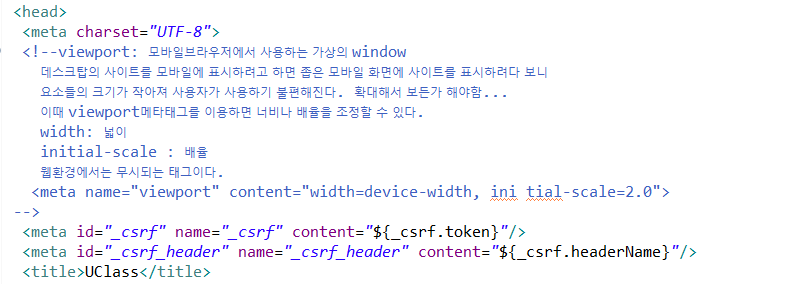 <head>
<meta charset="UTF-8">
<!--viewport: 모바일브라우저에서 사용하는 가상의 window
데스크탑의 사이트를 모바일에 표시하려고 하면 좁은 모바일 화면에 사이트를 표시하려다 보니
요소들의 크기가 작아져 사용자가 사용하기 불편해진다. 확대해서 보든가 해야함...
이때 viewport메타태그를 이용하면 너비나 배율을 조정할 수 있다.
width: 넓이
initial-scale : 배율
웹환경에서는 무시되는 태그이다.
<meta name="viewport" content="width=device-width, ini tial-scale=2.0">
-->
<meta id="_csrf" name="_csrf" content="${_csrf.token}"/>
<meta id="_csrf_header" name="_csrf_header" content="${_csrf.headerName}"/>
<title>UClass</title>